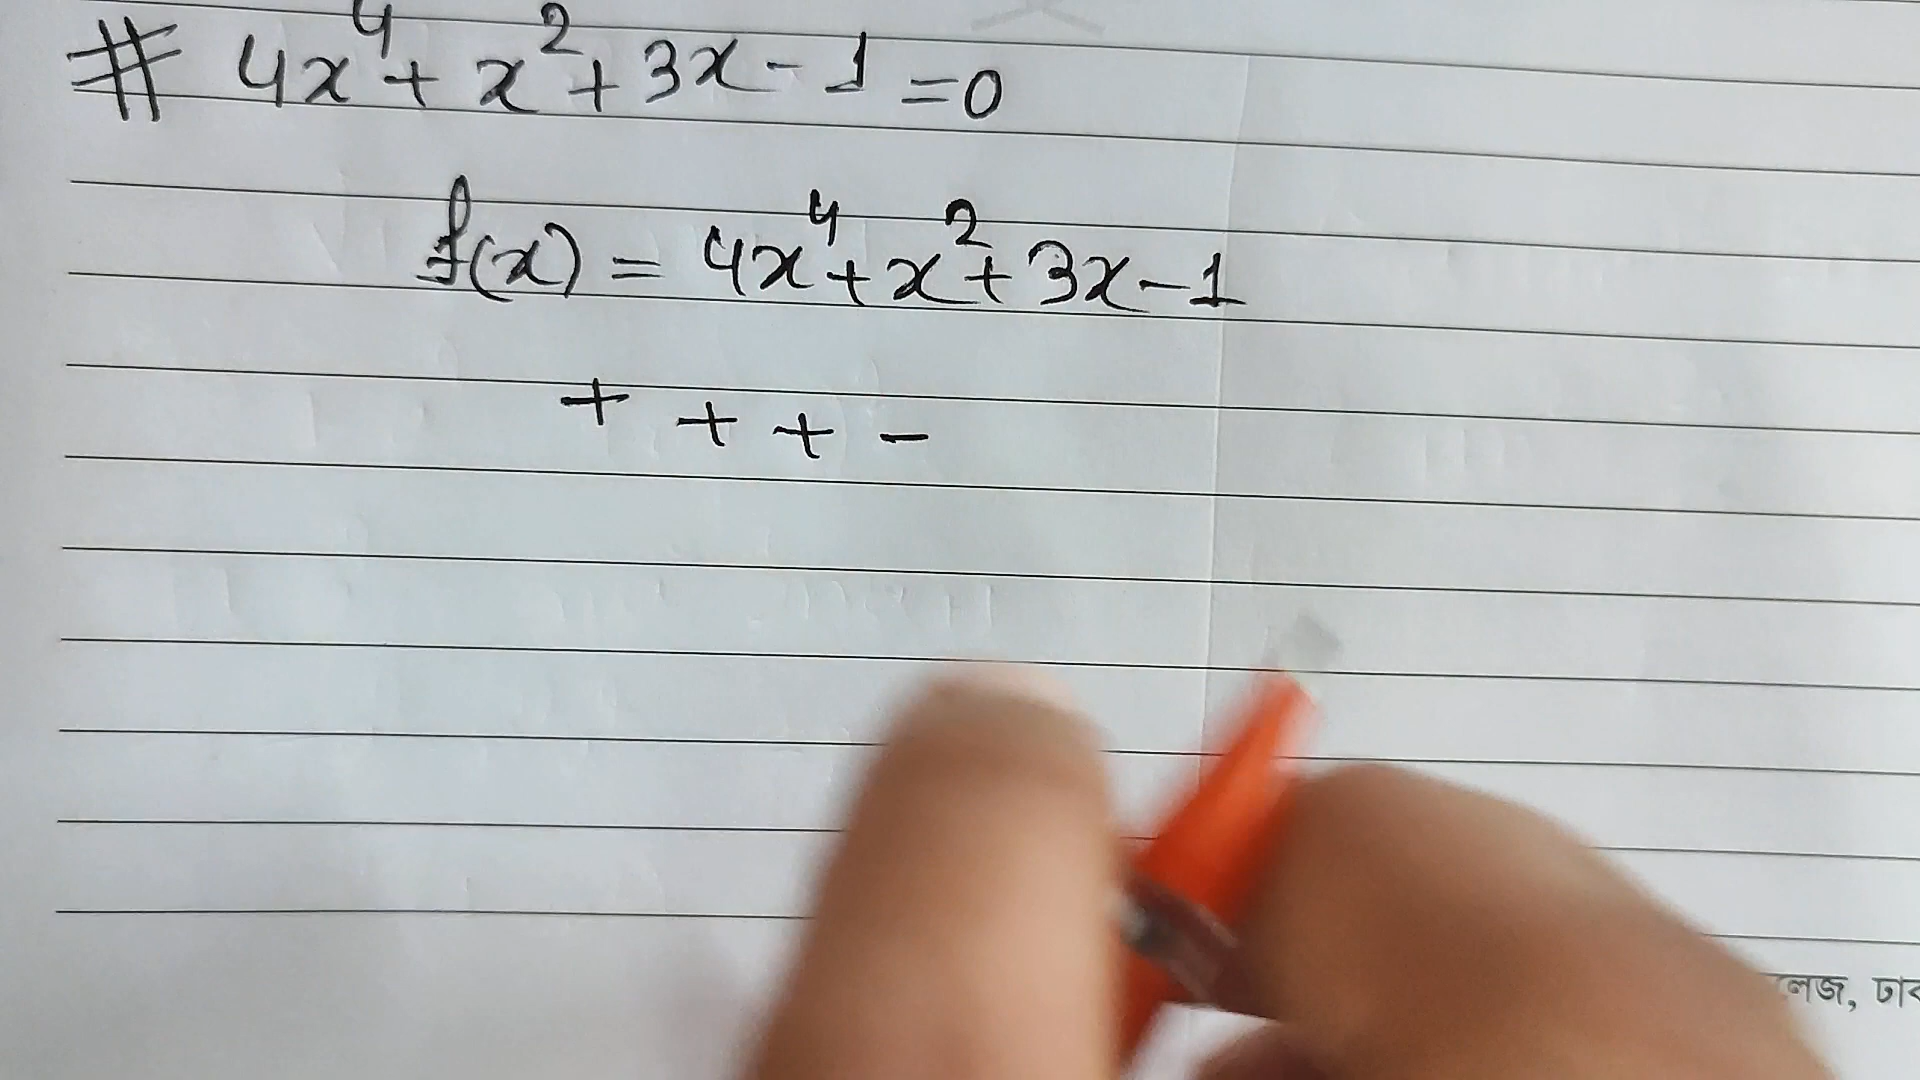 # 4x⁴ + x² + 3x - 1 = 0
f(x) = 4x⁴ + x² + 3x - 1
+ + + -